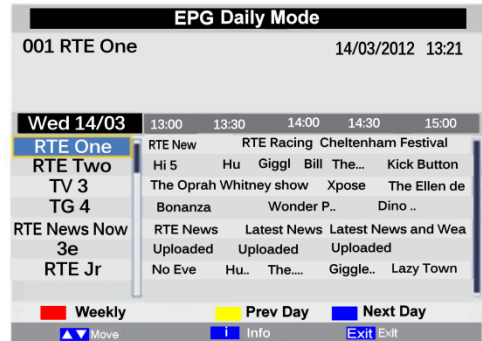 EPG Daily Mode
001 RTE One 14/03/2012 13:21
Wed 14/03 13:00 13:30 14:00 14:30 15:00
RTE One RTE New RTE Racing Cheltenham Festival
RTE Two Hi 5 Hu Giggl Bill The... Kick Button
TV 3 The Oprah Whitney show Xpose The Ellen de
TG 4 Bonanza Wonder P.. Dino ..
RTE News Now RTE News Latest News Latest News and Wea
3e Uploaded Uploaded Uploaded
RTE Jr No Eve Hu.. The.... Giggle.. Lazy Town
Weekly Prev Day Next Day
▲▼ Move i Info Exit Exit